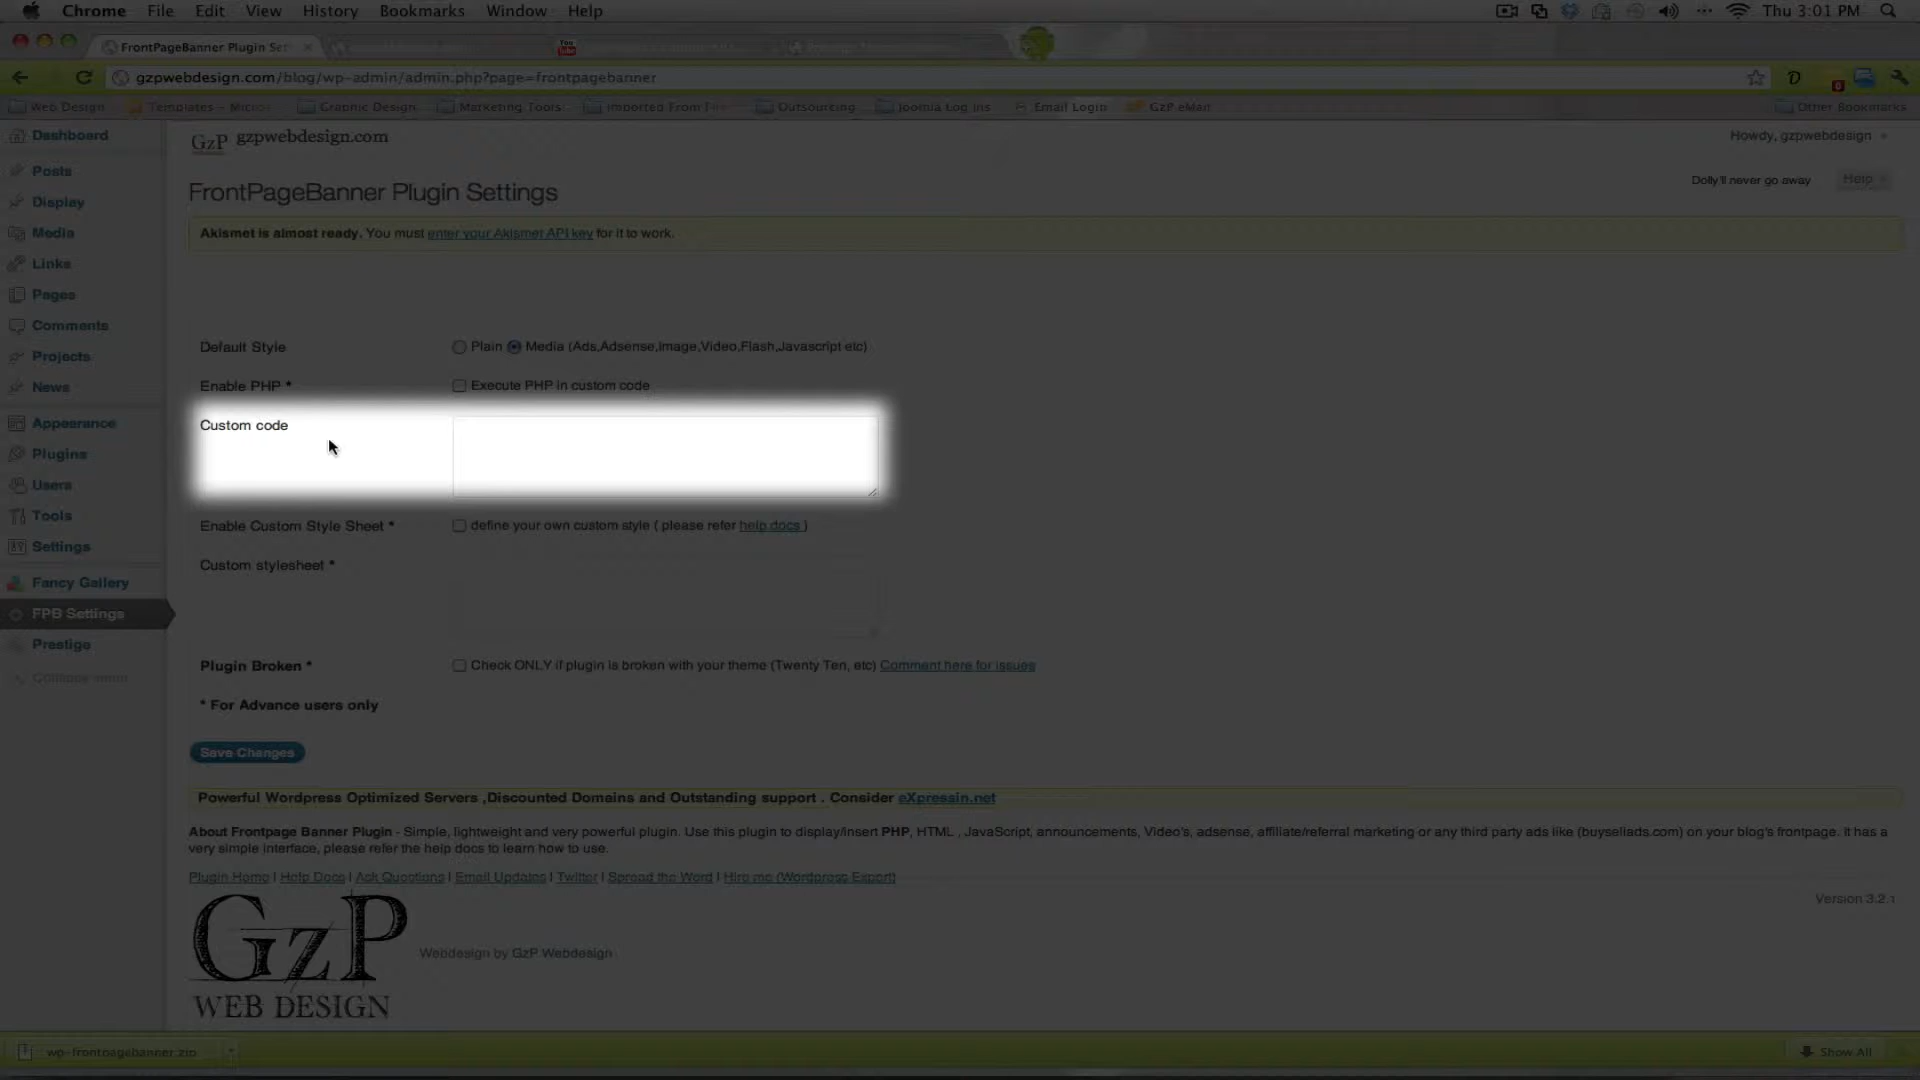 Chrome File Edit View History Bookmarks Window Help Thu 3:01 PM
FrontPageBanner Plugin Set
gzpwebdesign.com/blog/wp-admin/admin.php?page=frontpagebanner
Web Design Templates - Micro- Graphic Design Marketing Tools Imported From Fi Outsourcing Joomla Log Ins Email Login GzP eMail Other Bookmarks
Dashboard
Posts
Display
Media
Links
Pages
Comments
Projects
News
Appearance
Plugins
Users
Tools
Settings
Fancy Gallery
FPB Settings
Prestige
Collapse menu
GzP gzpwebdesign.com
Howdy, gzpwebdesign
FrontPageBanner Plugin Settings
Dolly'll never go away Help
Akismet is almost ready. You must enter your Akismet API key for it to work.
Default Style Plain Media (Ads,Adsense,Image,Video,Flash,Javascript etc)
Enable PHP * Execute PHP in custom code
Custom code
Enable Custom Style Sheet * define your own custom style ( please refer help docs )
Custom stylesheet *
Plugin Broken * Check ONLY if plugin is broken with your theme (Twenty Ten, etc) Comment here for issues
* For Advance users only
Save Changes
Powerful Wordpress Optimized Servers ,Discounted Domains and Outstanding support . Consider eXpressin.net
About Frontpage Banner Plugin - Simple, lightweight and very powerful plugin. Use this plugin to display/insert PHP, HTML , JavaScript, announcements, Video's, adsense, affiliate/referral marketing or any third party ads like (buysellads.com) on your blog's frontpage. It has a
very simple interface, please refer the help docs to learn how to use.
Plugin Home | Help Docs | Ask Questions | Email Updates | Twitter | Spread the Word | Hire me (Wordpress Expert)
Version 3.2.1
GzP
WEB DESIGN
Webdesign by GzP Webdesign
wp-frontpagebanner.zip
Show All